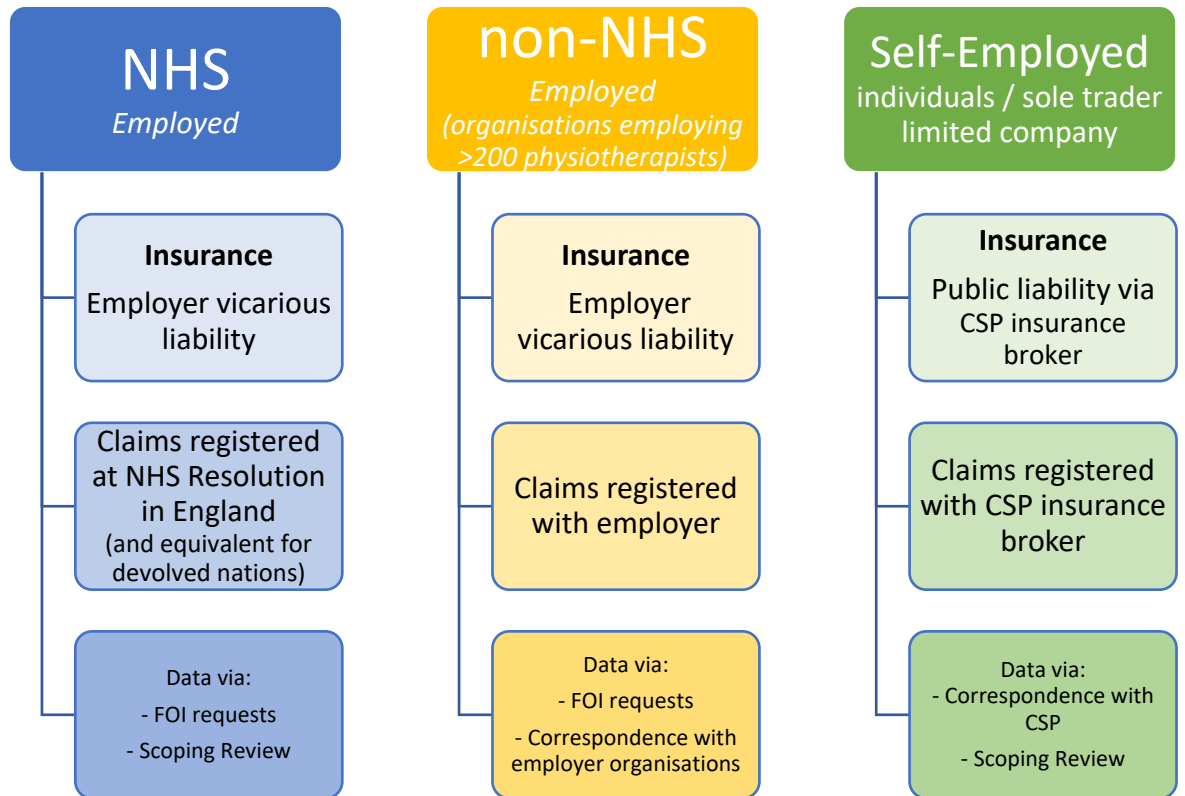 NHS
Employed
Insurance
Employer vicarious
liability
Claims registered
at NHS Resolution
in England
(and equivalent for
devolved nations)
Data via:
- FOI requests
- Scoping Review
non-NHS
Employed
(organisations employing
>200 physiotherapists)
Insurance
Employer
vicarious liability
Claims registered
with employer
Data via:
- FOI requests
- Correspondence with
employer organisations
Self-Employed
individuals / sole trader
limited company
Insurance
Public liability via
CSP insurance
broker
Claims registered
with CSP insurance
broker
Data via:
- Correspondence with
CSP
- Scoping Review